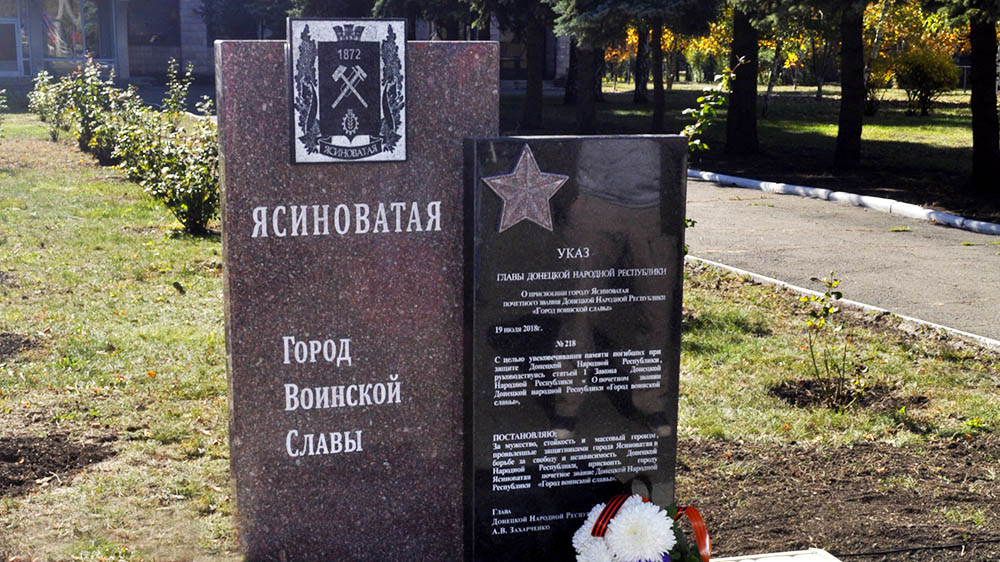 1872
ЯСИНОВАТАЯ
ЯСИНОВАТАЯ
Город
Воинской
Славы
УКАЗ
ГЛАВЫ ДОНЕЦКОЙ НАРОДНОЙ РЕСПУБЛИКИ
О присвоении городу Ясиноватая
почетного звания Донецкой Народной Республики
«Город воинской славы»
19 июля 2018г.
№ 218
С целью увековечивания памяти погибших при
защите Донецкой Народной Республики,
руководствуясь статьей 1 Закона Донецкой
Народной Республики « О почетном звании
Донецкой народной Республики «Город воинской
славы»,
ПОСТАНОВЛЯЮ:
За мужество, стойкость и массовый героизм,
проявленные защитниками города Ясиноватая в
борьбе за свободу и независимость Донецкой
Народной Республики, присвоить городу
Ясиноватая почетное звание Донецкой Народной
Республики «Город воинской славы».
Глава
Донецкой Народной
А.В. Захарченко